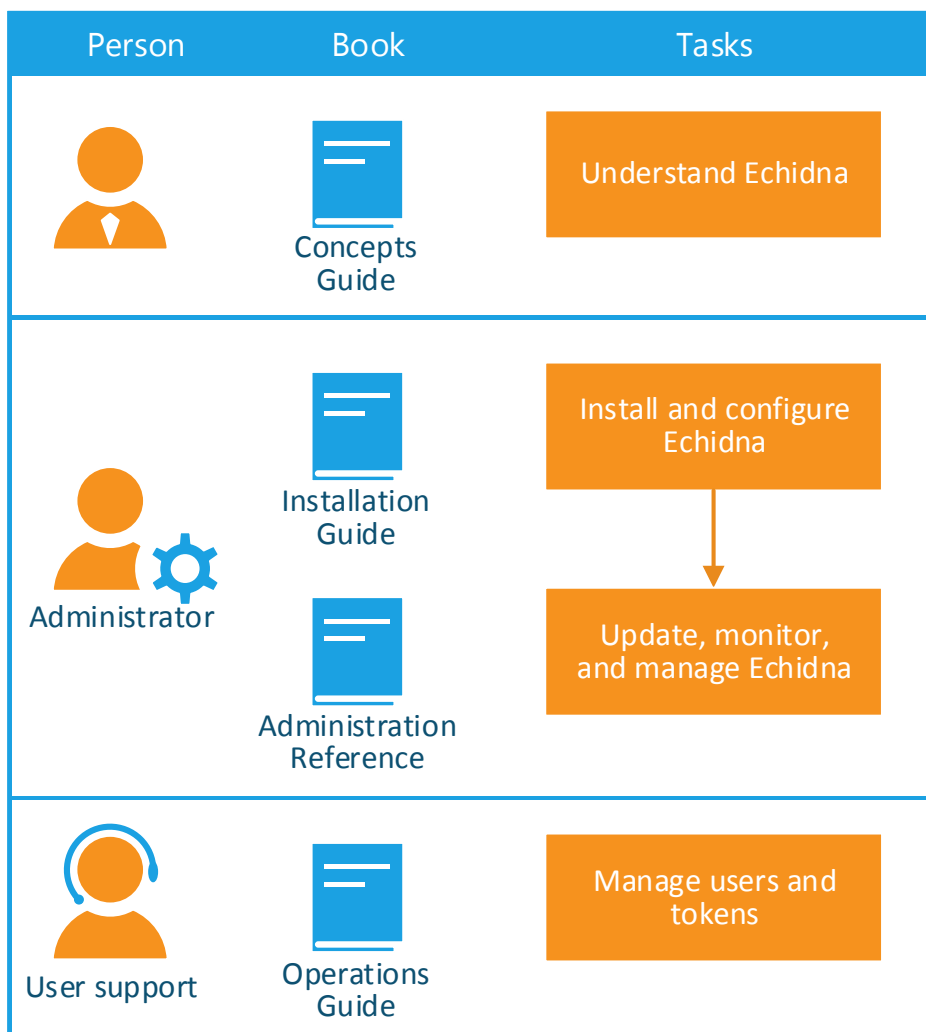 Person Book Tasks
Understand Echidna
Concepts
Guide
Install and configure
Echidna
Installation
Guide
Administrator
Update, monitor,
and manage Echidna
Administration
Reference
Manage users and
tokens
User support
Operations
Guide